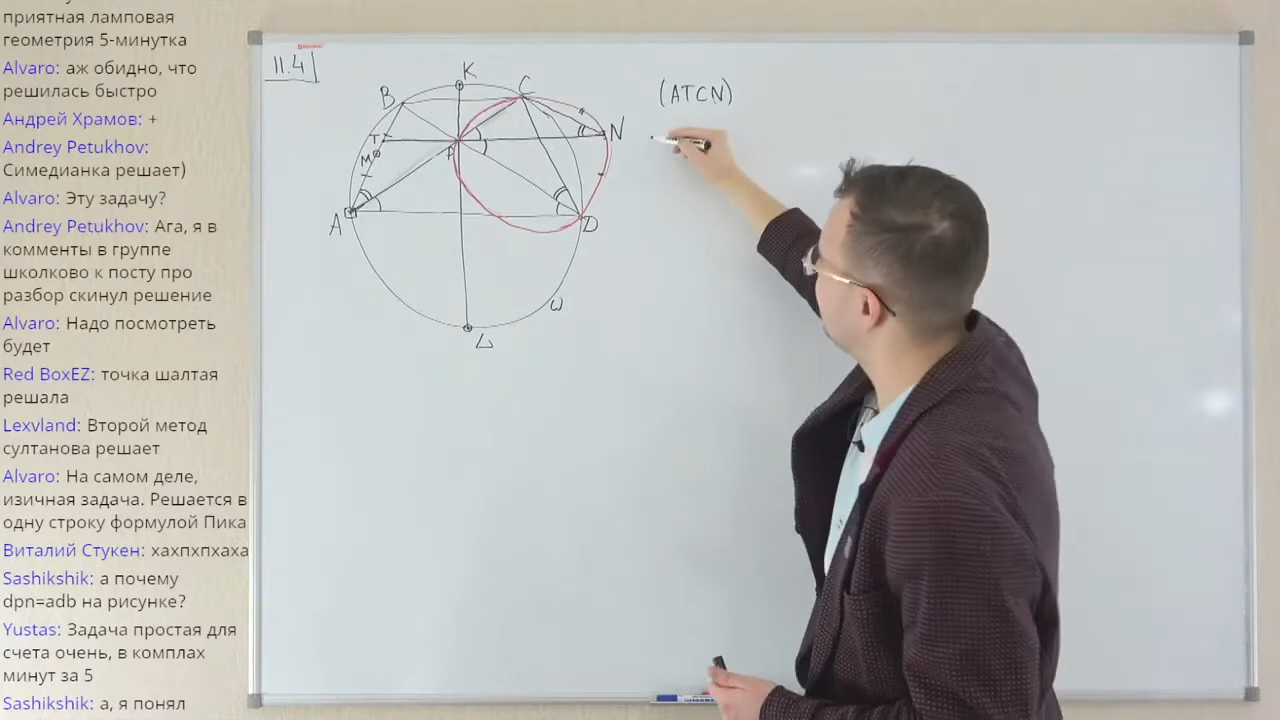 приятная ламповая
геометрия 5-минутка
Alvaro: аж обидно, что
решилась быстро
Андрей Храмов: +
Andrey Petukhov:
Симедианка решает)
Alvaro: Эту задачу?
Andrey Petukhov: Ага, я в
комменты в группе
школково к посту про
разбор скинул решение
Alvaro: Надо посмотреть
будет
Red BoxEZ: точка шалтая
решала
Lexvland: Второй метод
султанова решает
Alvaro: На самом деле,
изичная задача. Решается в
одну строку формулой Пика
Виталий Стукен: хахпхпхаха
Sashikshik: а почему
dpn=adb на рисунке?
Yustas: Задача простая для
счета очень, в комплах
минут за 5
Sashikshik: а, я понял
11.4
K
B
C
(ATCN)
T
N
M
P
A
D
ω
L